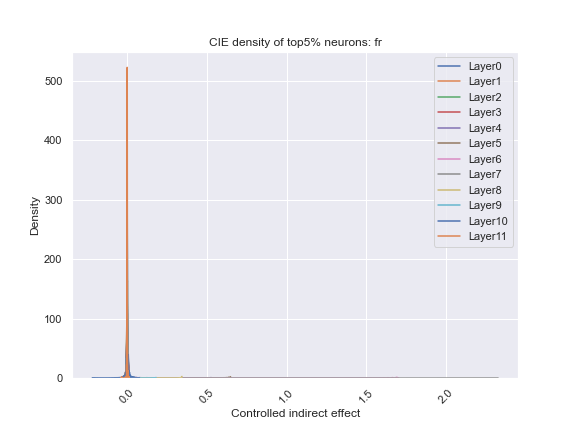 CIE density of top5% neurons: fr
Density
500
400
300
200
100
0
0.0
0.5
1.0
1.5
2.0
Controlled indirect effect
Layer0
Layer1
Layer2
Layer3
Layer4
Layer5
Layer6
Layer7
Layer8
Layer9
Layer10
Layer11